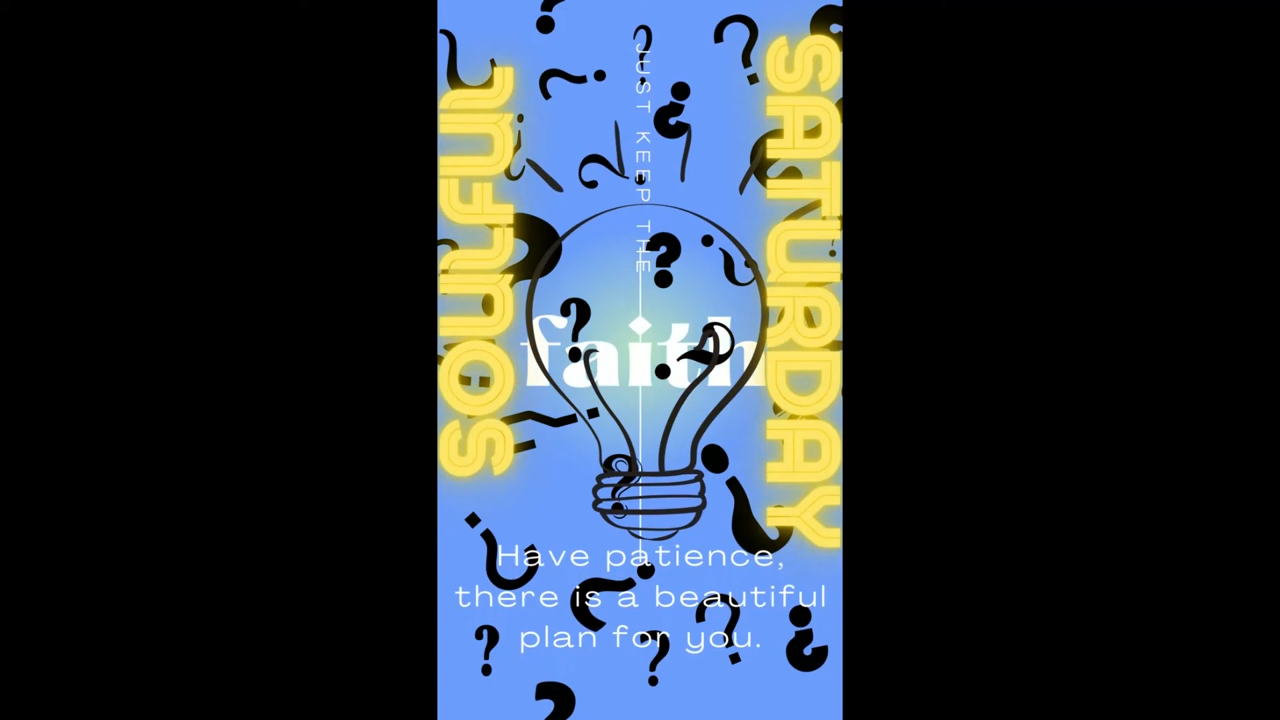 SOULFUL
SATURDAY
JUST KEEP THE
faith
Have patience,
there is a beautiful
plan for you.